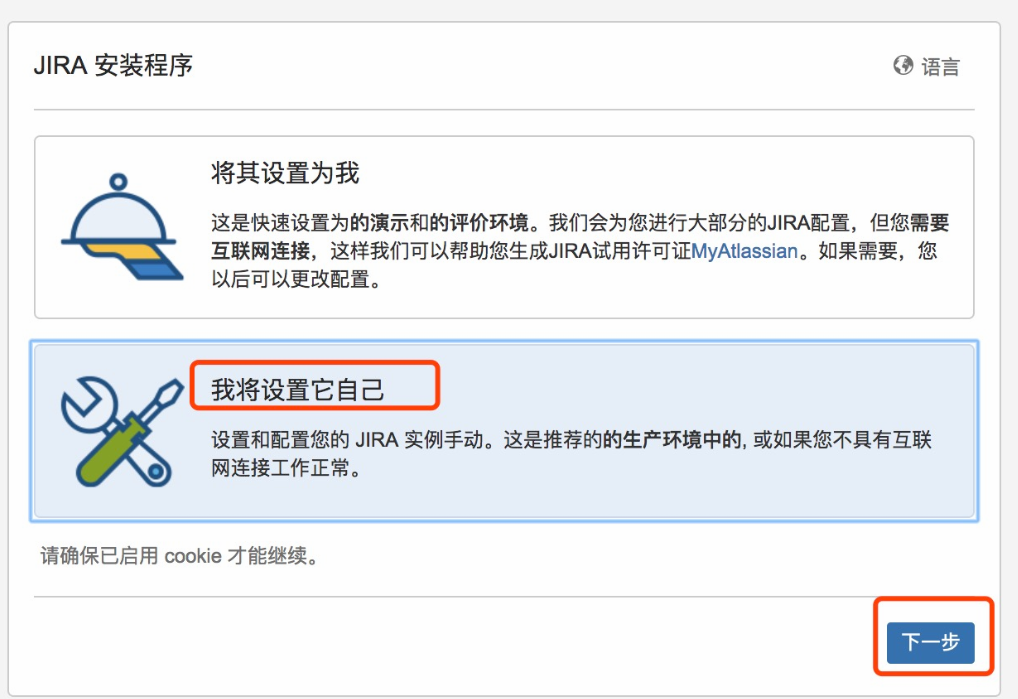 JIRA 安装程序
语言
将其设置为我
这是快速设置为的演示和的评价环境。我们会为您进行大部分的JIRA配置，但您需要
互联网连接，这样我们可以帮助您生成JIRA试用许可证MyAtlassian。如果需要，您
以后可以更改配置。
我将设置它自己
设置和配置您的 JIRA 实例手动。这是推荐的的生产环境中的, 或如果您不具有互联
网连接工作正常。
请确保已启用 cookie 才能继续。
下一步